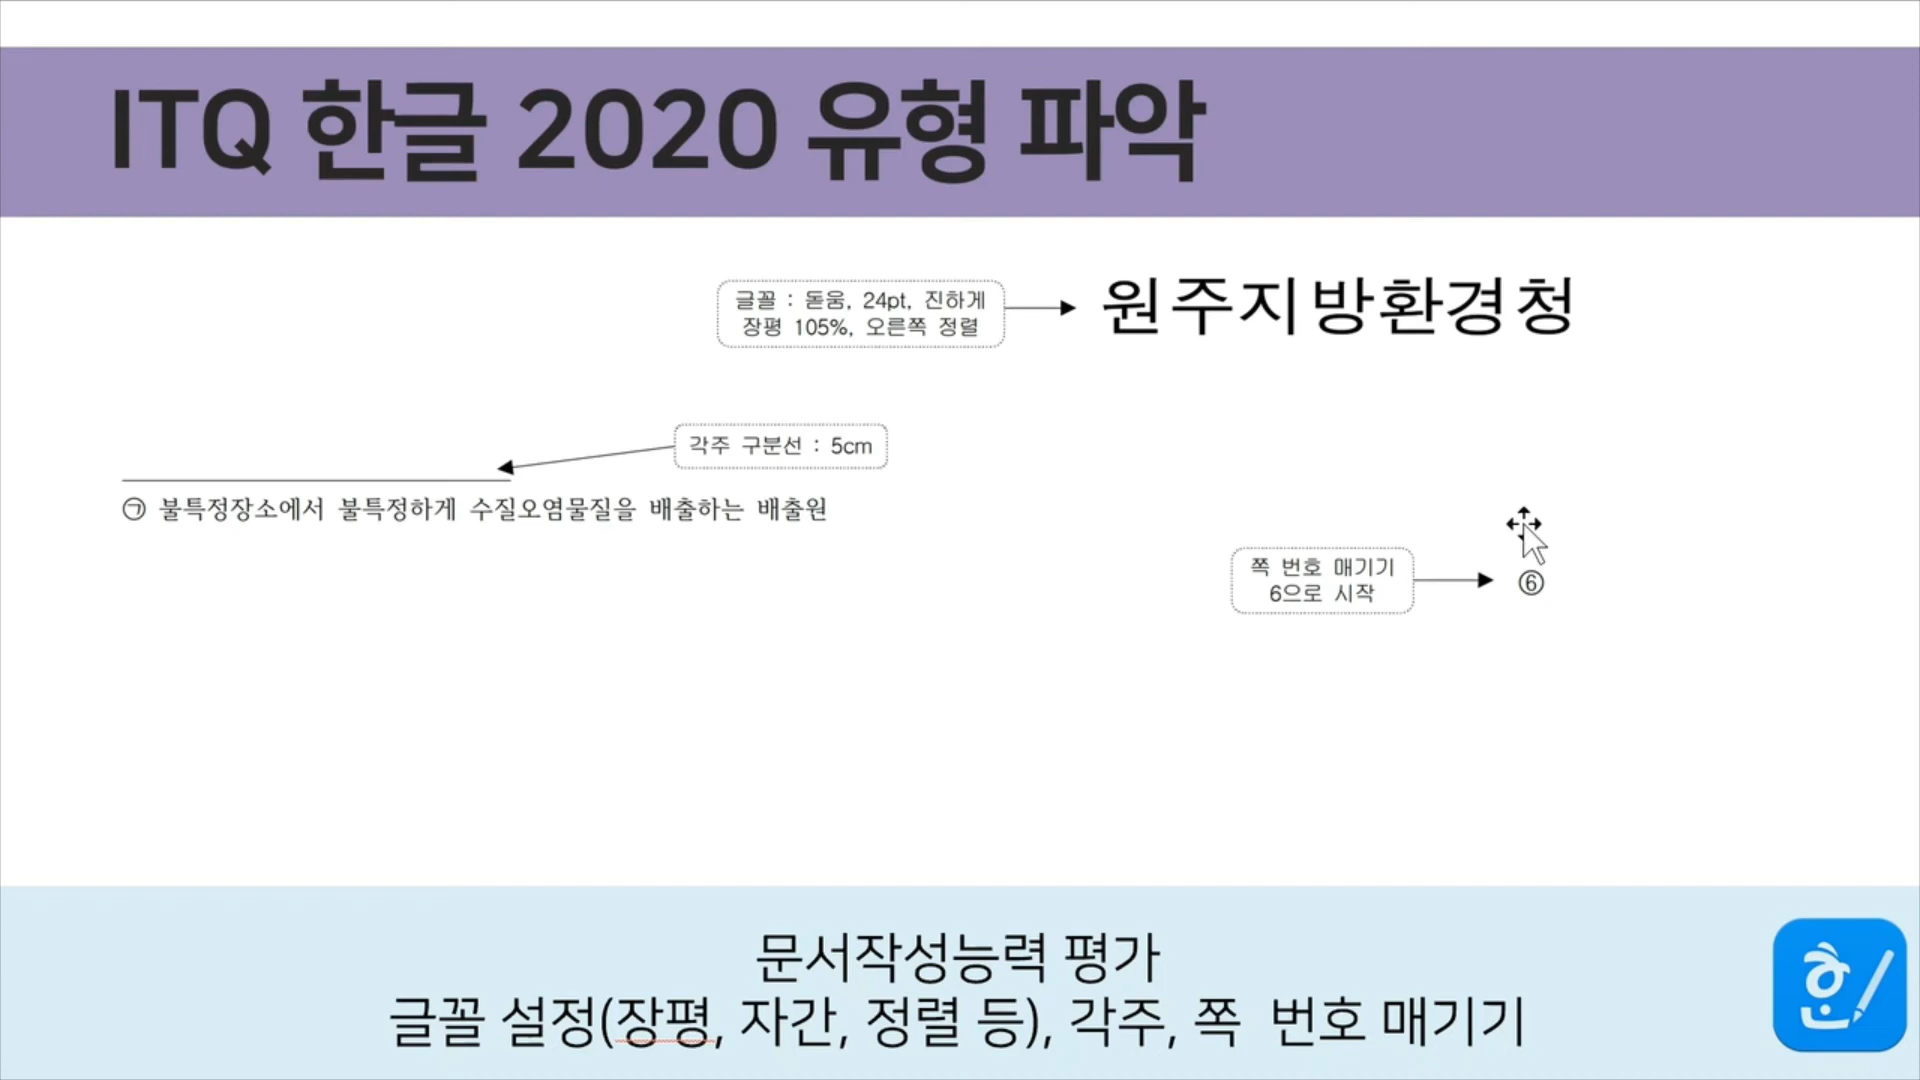 ITQ 한글 2020 유형 파악
글꼴 : 돋움, 24pt, 진하게
장평 105%, 오른쪽 정렬
원주지방환경청
각주 구분선 : 5cm
㉠ 불특정장소에서 불특정하게 수질오염물질을 배출하는 배출원
쪽 번호 매기기
6으로 시작
⑥
문서작성능력 평가
글꼴 설정(장평, 자간, 정렬 등), 각주, 쪽 번호 매기기
한